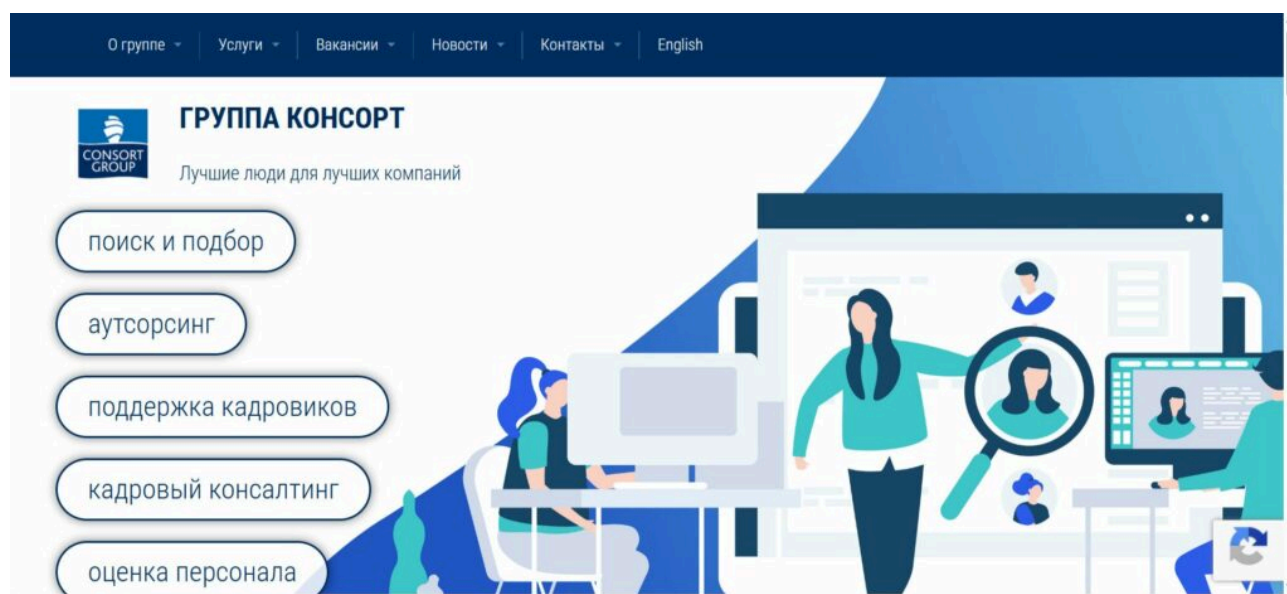 О группе
Услуги
Вакансии
Новости
Контакты
English
CONSORT
GROUP
ГРУППА КОНСОРТ
Лучшие люди для лучших компаний
поиск и подбор
аутсорсинг
поддержка кадровиков
кадровый консалтинг
оценка персонала